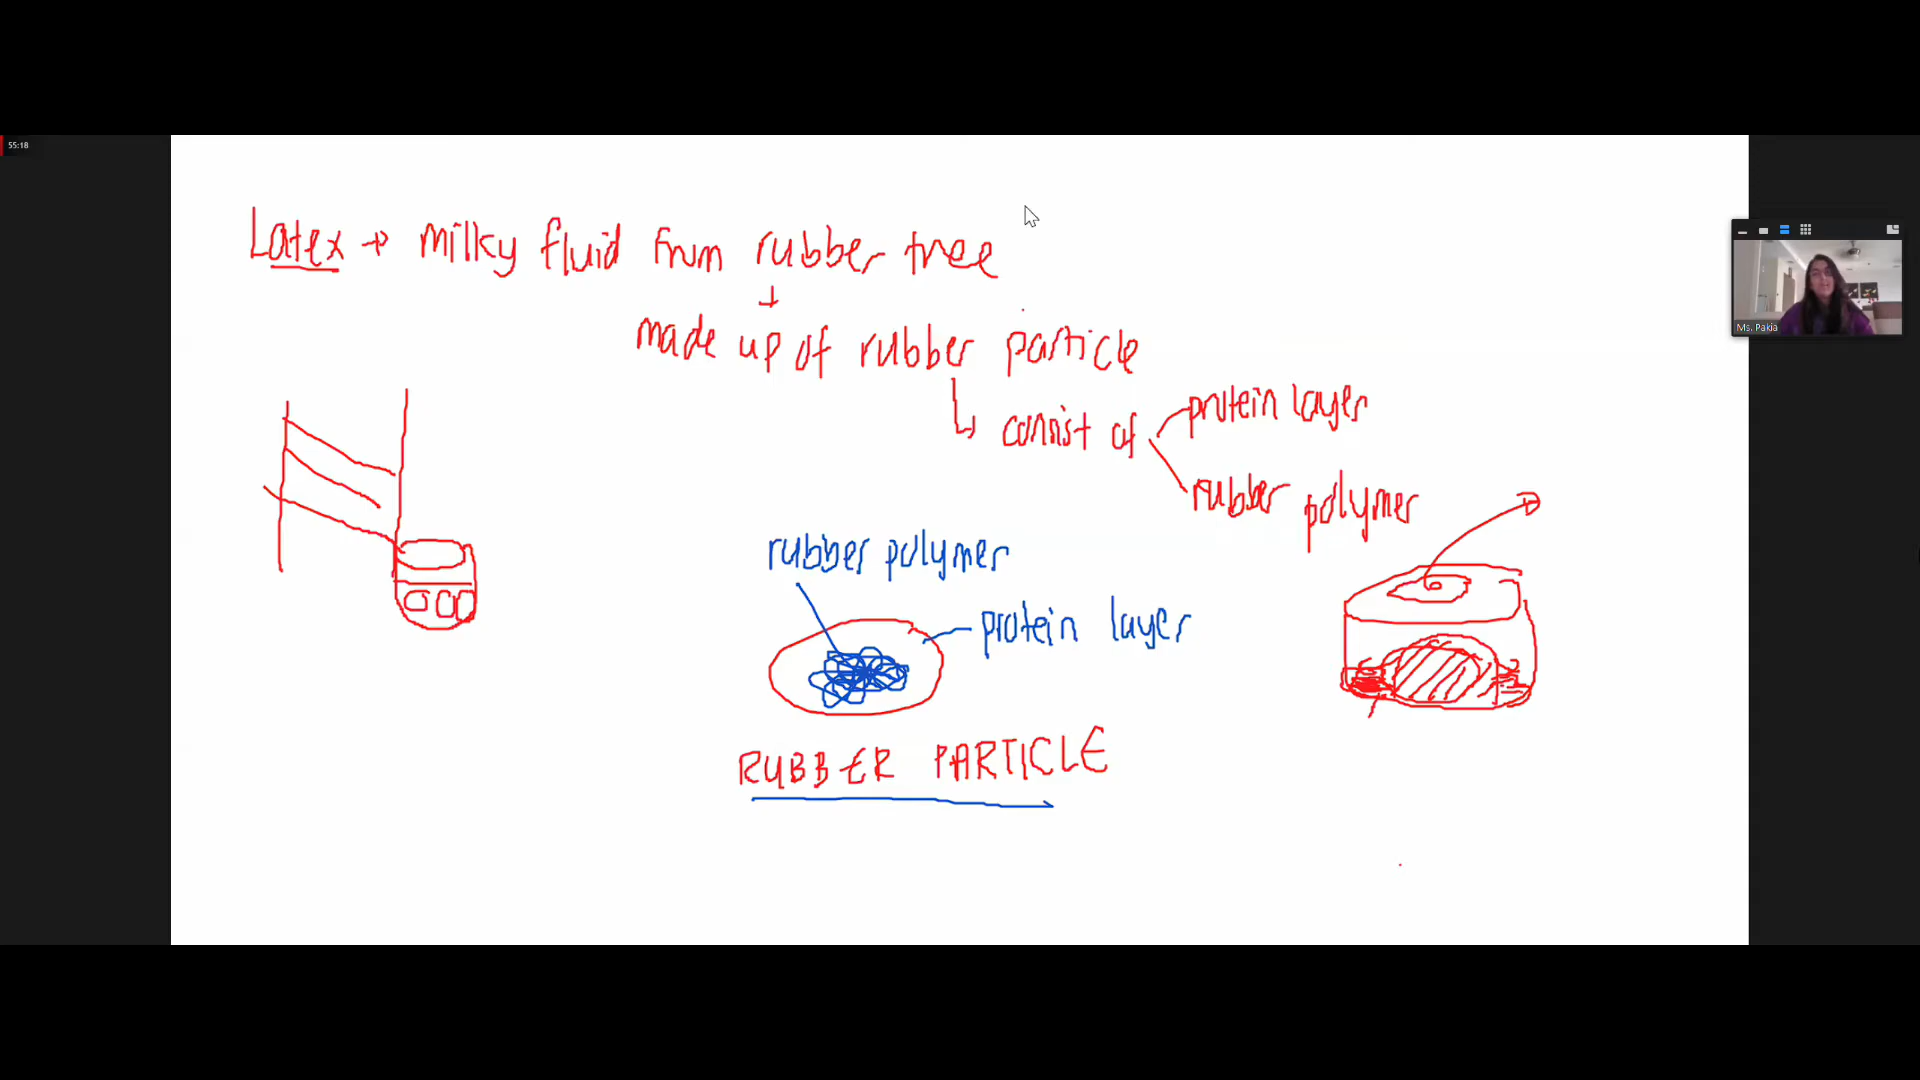 55:18
Latex → milky fluid from rubber tree
made up of rubber particle
consist of
protein layer
rubber polymer
rubber polymer
protein layer
RUBBER PARTICLE
Ms. Pakia